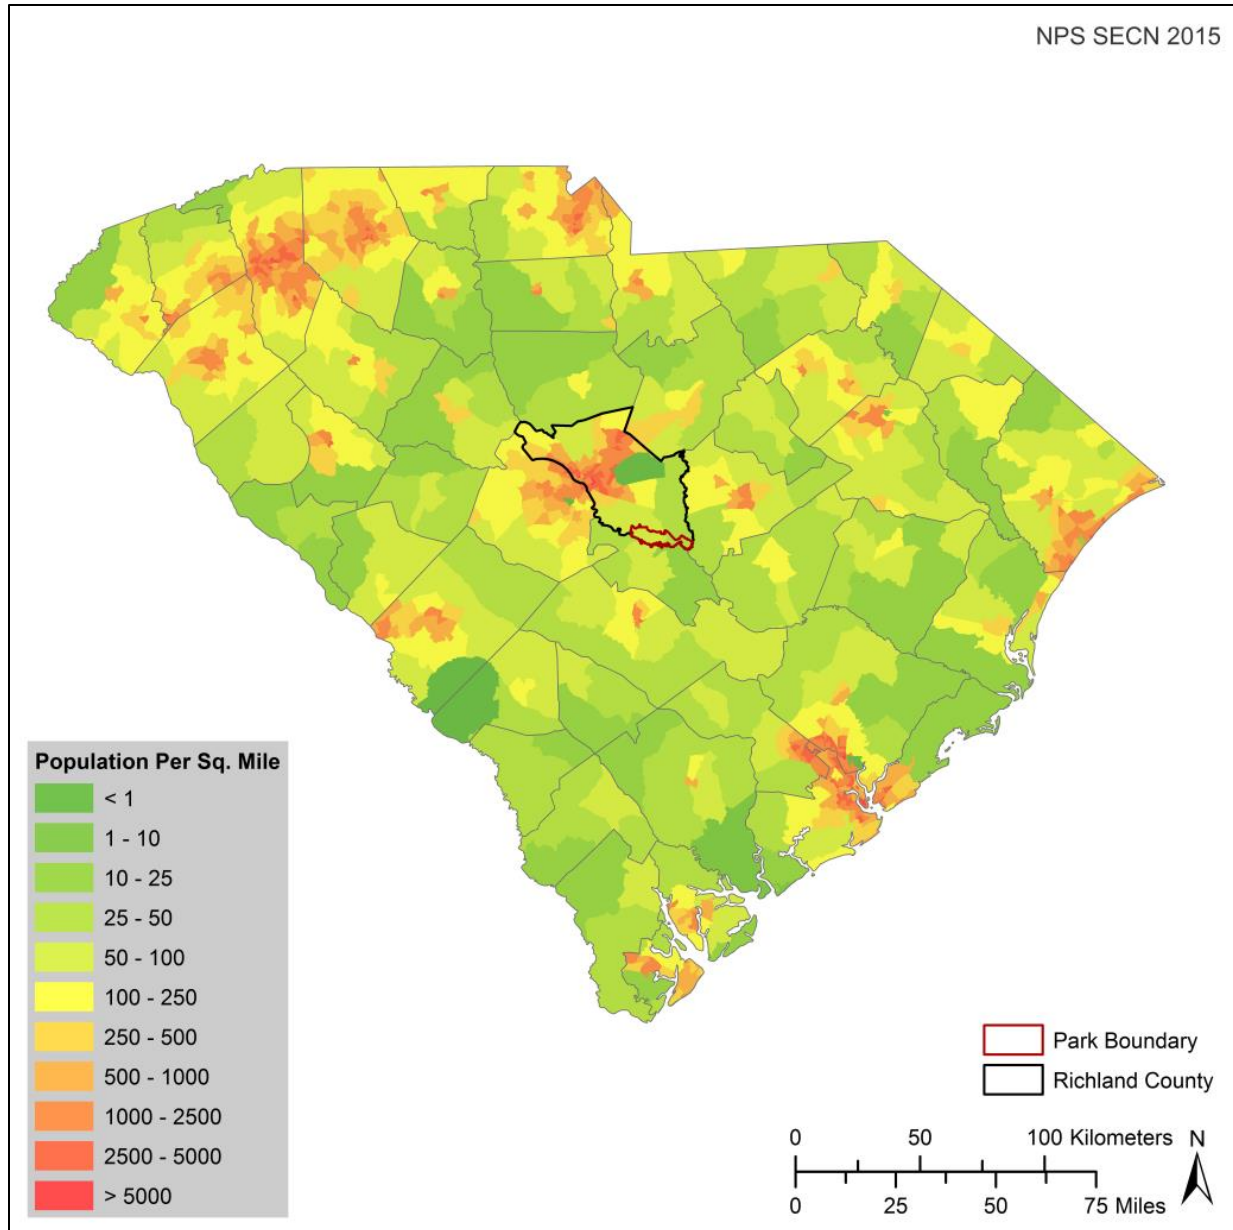 NPS SECN 2015
Population Per Sq. Mile
< 1
1 - 10
10 - 25
25 - 50
50 - 100
100 - 250
250 - 500
500 - 1000
1000 - 2500
2500 - 5000
> 5000
Park Boundary
Richland County
0 50 100 Kilometers N
0 25 50 75 Miles